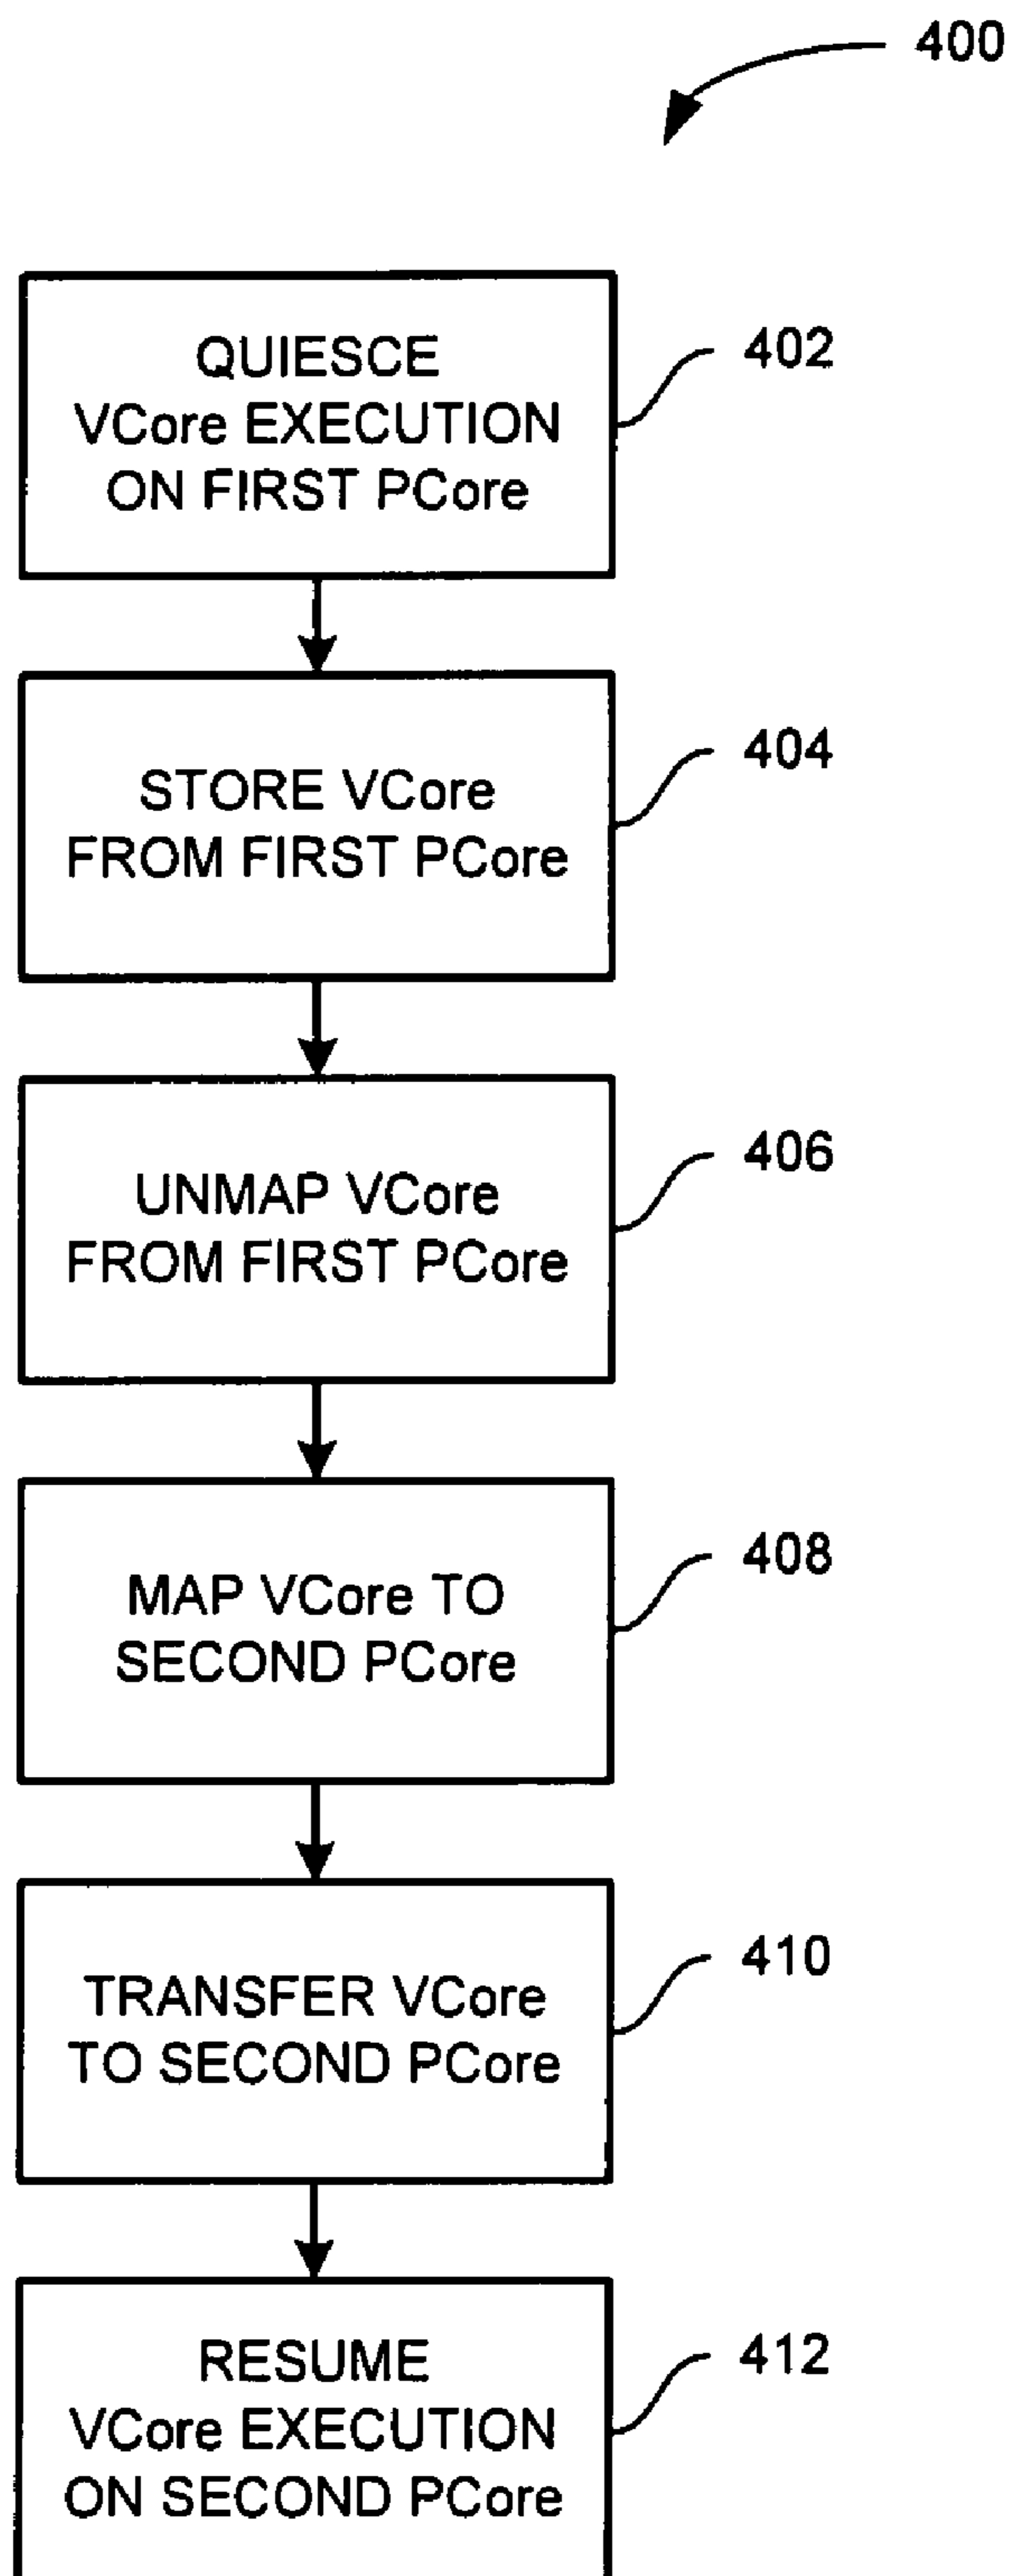 400
QUIESCE
VCore EXECUTION
ON FIRST PCore
402
STORE VCore
FROM FIRST PCore
404
UNMAP VCore
FROM FIRST PCore
406
MAP VCore TO
SECOND PCore
408
TRANSFER VCore
TO SECOND PCore
410
RESUME
VCore EXECUTION
ON SECOND PCore
412